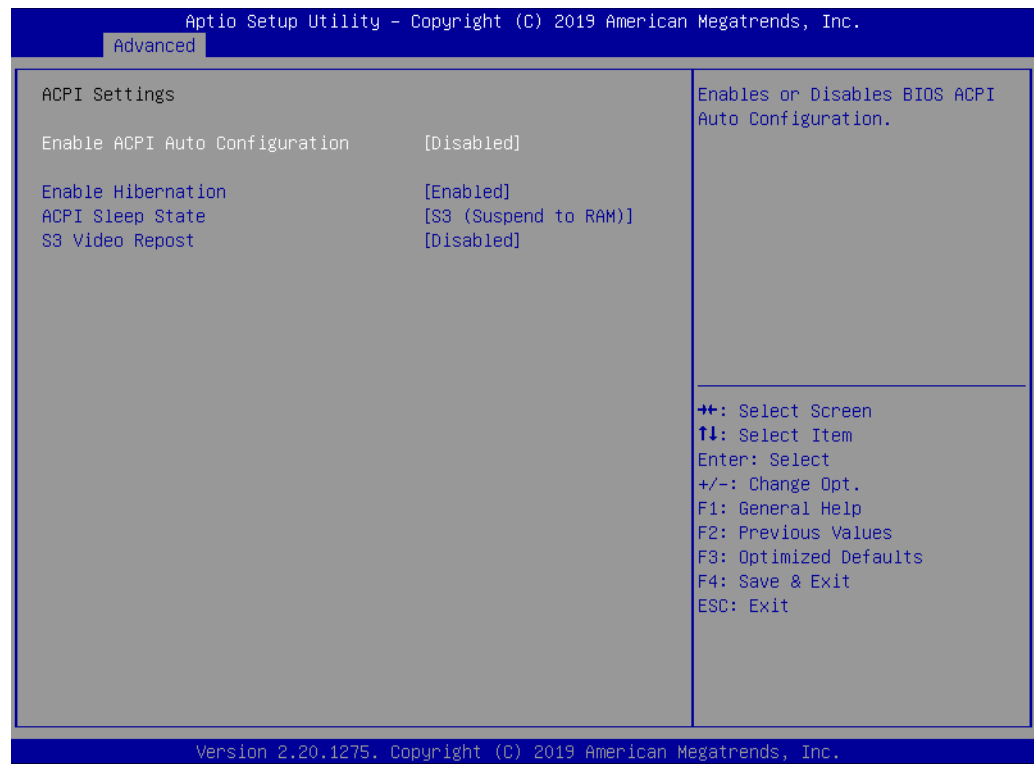 Aptio Setup Utility – Copyright (C) 2019 American Megatrends, Inc.
Advanced
ACPI Settings
Enable ACPI Auto Configuration [Disabled]
Enable Hibernation [Enabled]
ACPI Sleep State [S3 (Suspend to RAM)]
S3 Video Repost [Disabled]
Enables or Disables BIOS ACPI
Auto Configuration.
→←: Select Screen
↑↓: Select Item
Enter: Select
+/-: Change Opt.
F1: General Help
F2: Previous Values
F3: Optimized Defaults
F4: Save & Exit
ESC: Exit
Version 2.20.1275. Copyright (C) 2019 American Megatrends, Inc.